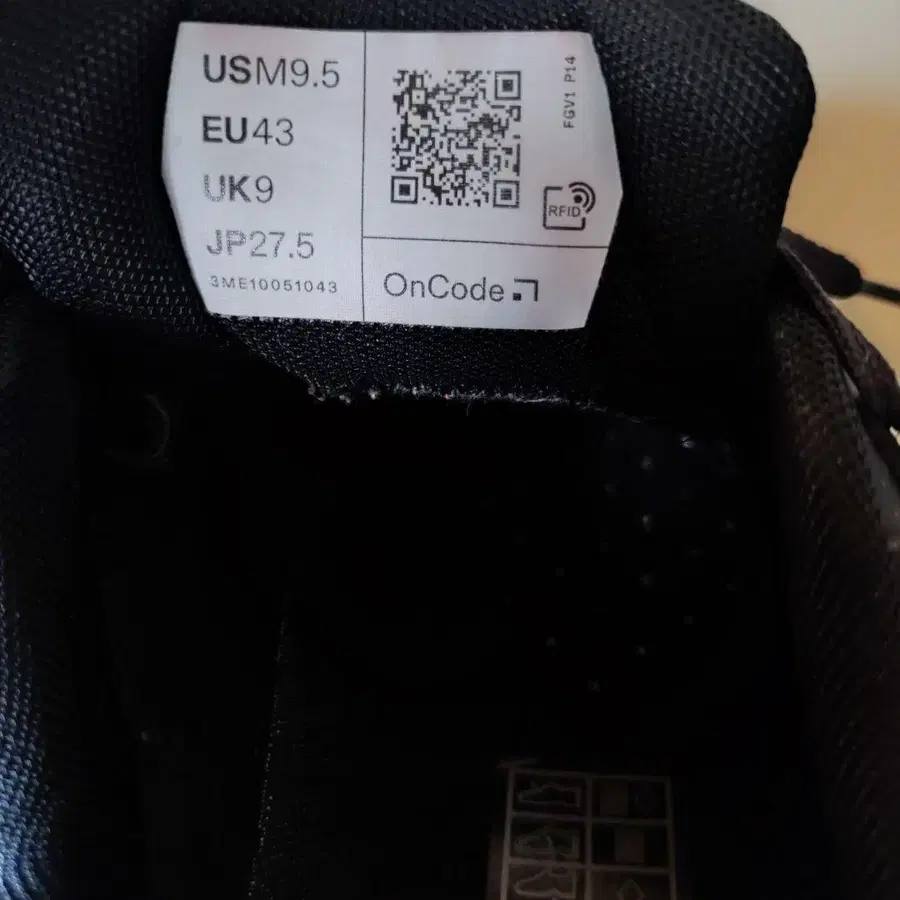 USM9.5
EU43
UK9
JP27.5
3ME10051043
FGV1 P14
RFID
OnCode